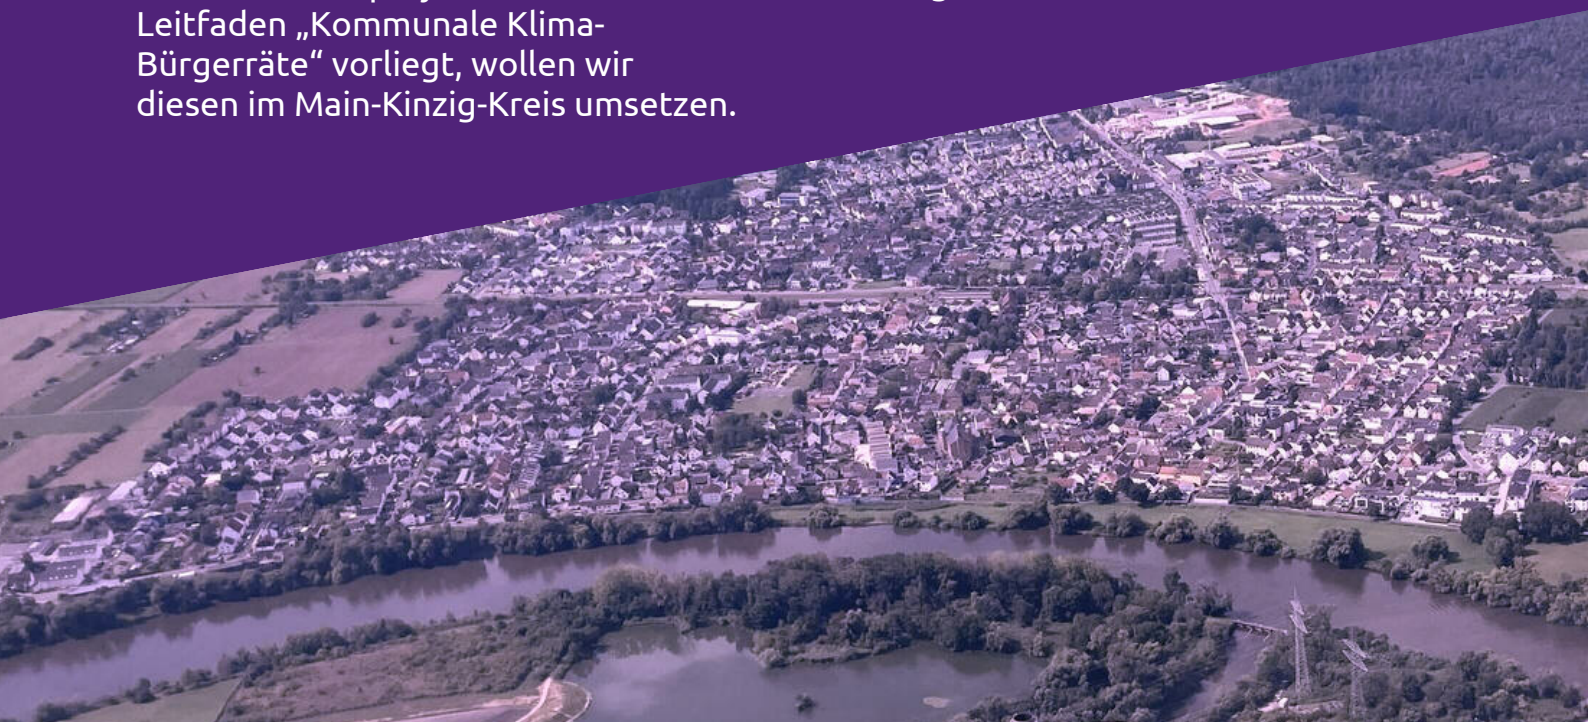 Leitfaden „Kommunale Klima-
Bürgerräte“ vorliegt, wollen wir
diesen im Main-Kinzig-Kreis umsetzen.